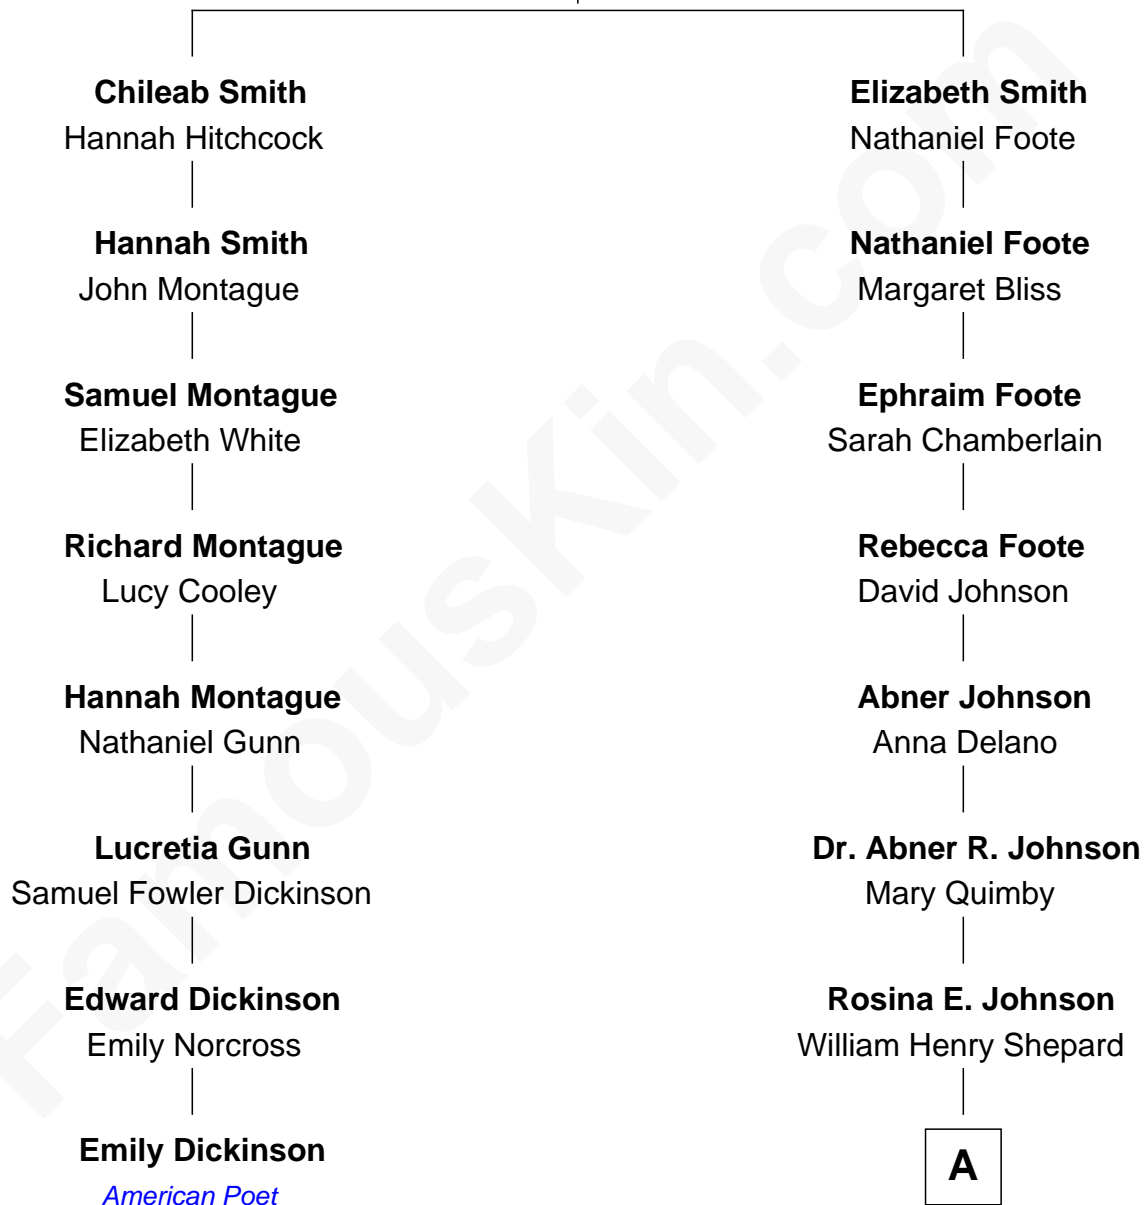 Chileab Smith
Hannah Hitchcock
Hannah Smith
John Montague
Samuel Montague
Elizabeth White
Richard Montague
Lucy Cooley
Hannah Montague
Nathaniel Gunn
Lucretia Gunn
Samuel Fowler Dickinson
Edward Dickinson
Emily Norcross
Emily Dickinson
American Poet
Elizabeth Smith
Nathaniel Foote
Nathaniel Foote
Margaret Bliss
Ephraim Foote
Sarah Chamberlain
Rebecca Foote
David Johnson
Abner Johnson
Anna Delano
Dr. Abner R. Johnson
Mary Quimby
Rosina E. Johnson
William Henry Shepard
A
FamousKin.com